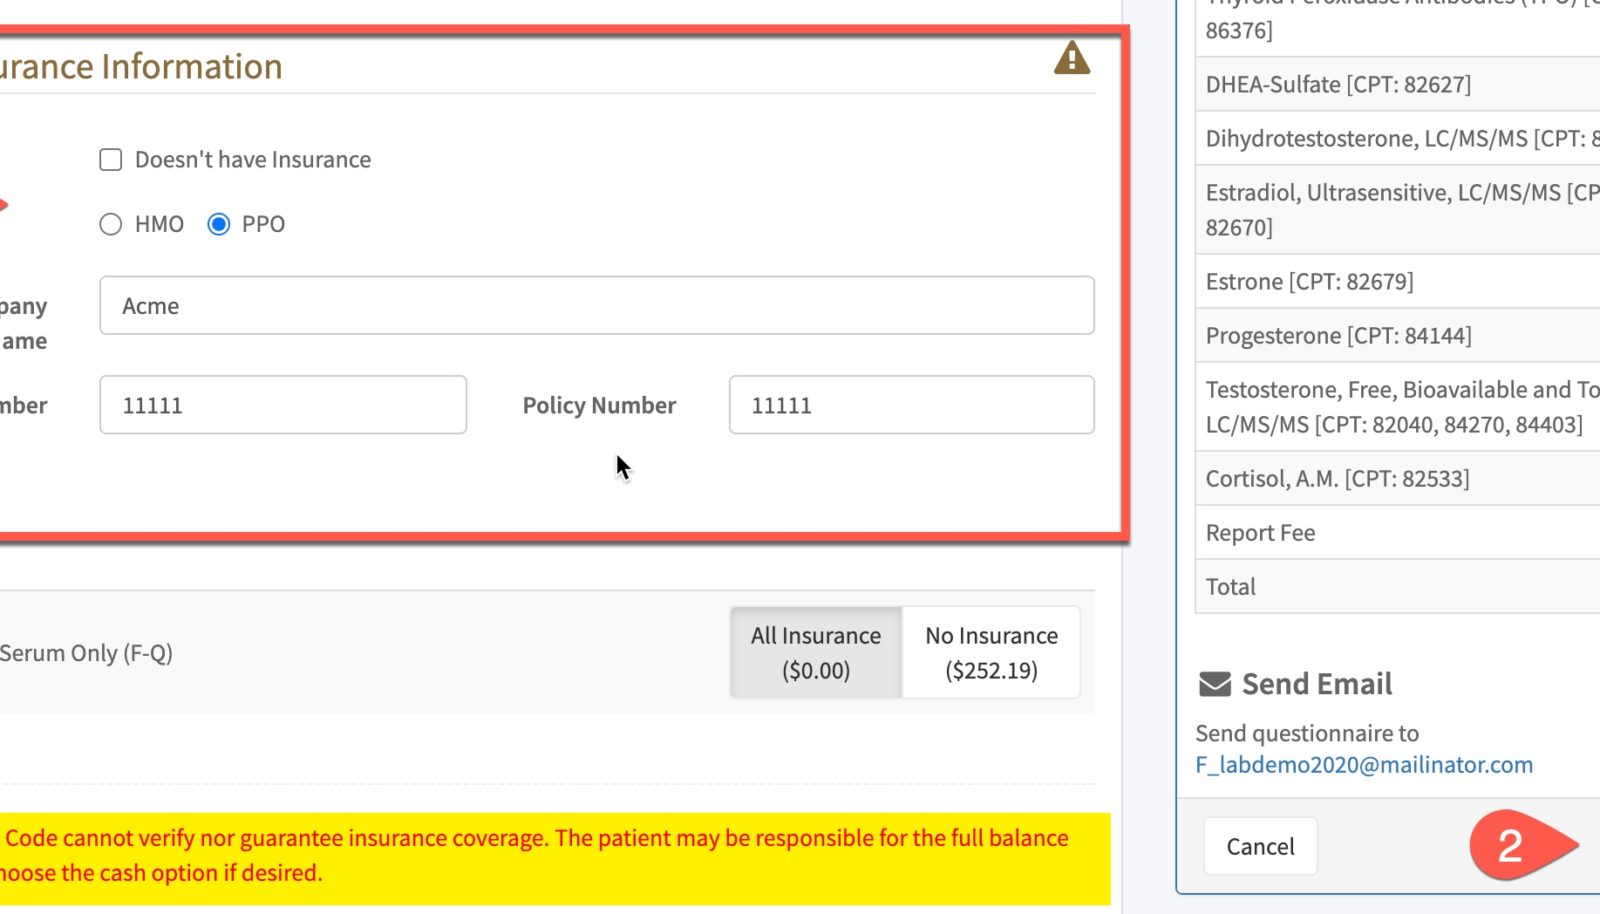 urance Information
Doesn't have Insurance
HMO PPO
pany
ame
Acme
mber
11111
Policy Number
11111
Serum Only (F-Q)
All Insurance
($0.00)
No Insurance
($252.19)
Code cannot verify nor guarantee insurance coverage. The patient may be responsible for the full balance
hoose the cash option if desired.
Thyroid Peroxidase Antibodies (TPO) [C
86376]
DHEA-Sulfate [CPT: 82627]
Dihydrotestosterone, LC/MS/MS [CPT: 8
Estradiol, Ultrasensitive, LC/MS/MS [CP
82670]
Estrone [CPT: 82679]
Progesterone [CPT: 84144]
Testosterone, Free, Bioavailable and To
LC/MS/MS [CPT: 82040, 84270, 84403]
Cortisol, A.M. [CPT: 82533]
Report Fee
Total
Send Email
Send questionnaire to
F_labdemo2020@mailinator.com
Cancel
2